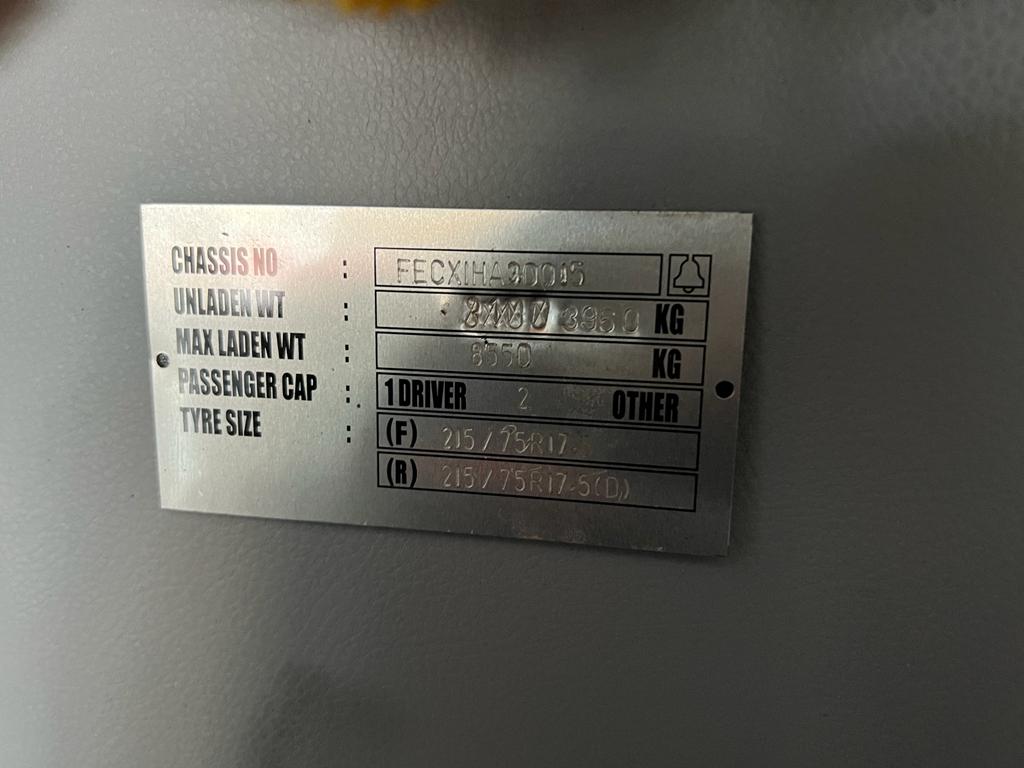 CHASSIS NO : FECX1HA30015
UNLADEN WT : 3950 KG
MAX LADEN WT : 6550 KG
PASSENGER CAP : 1 DRIVER 2 OTHER
TYRE SIZE : (F) 215/75R17.5
(R) 215/75R17.5(D)